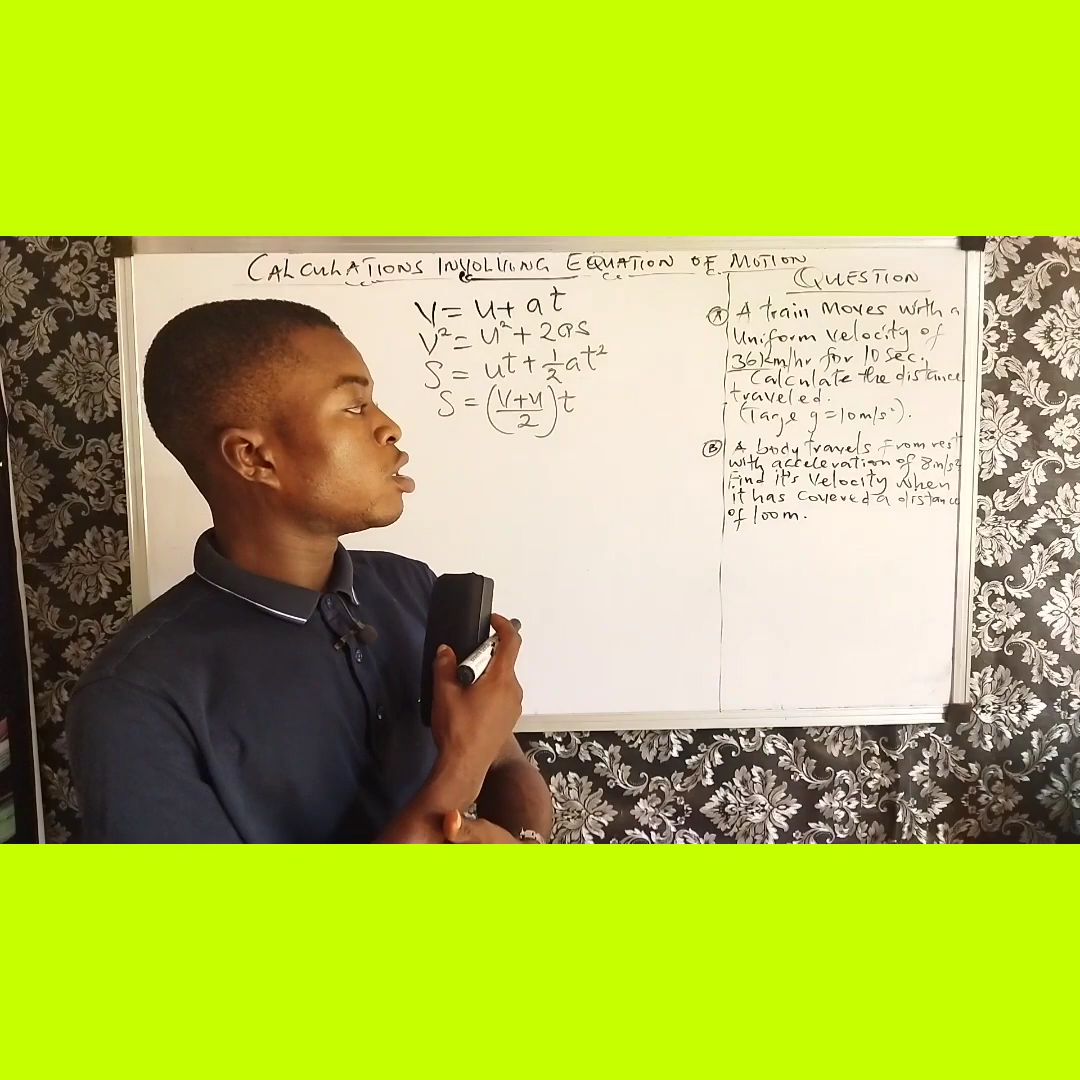 CALCULATIONS INVOLVING EQUATION OF MOTION
V = u + at
V² = u² + 2as
S = ut + ½at²
S = (V+u/2)t
QUESTION
(A) A train Moves with a
Uniform velocity of
36km/hr for 10 sec.
Calculate the distance
traveled.
(Tage g = 10m/s²).
(B) A body travels from rest
with acceleration of 8m/s²
Find it's Velocity when
it has covered a distance
of 100m.